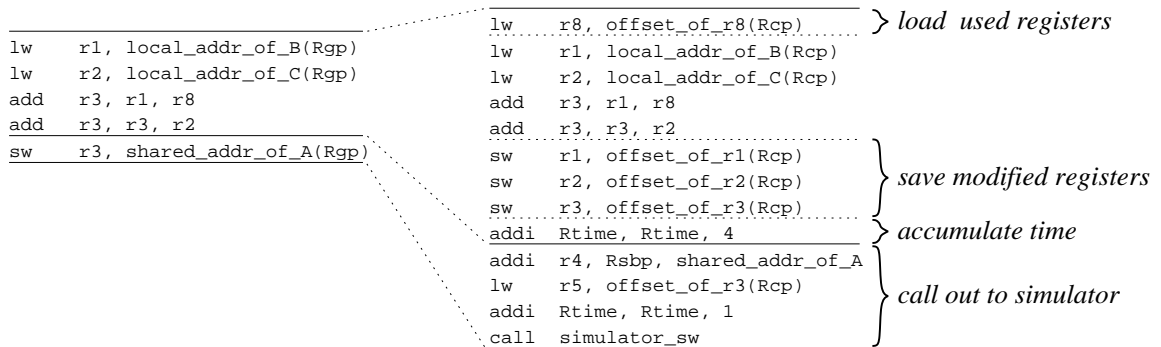 lw r1, local_addr_of_B(Rgp)
lw r2, local_addr_of_C(Rgp)
add r3, r1, r8
add r3, r3, r2
sw r3, shared_addr_of_A(Rgp)
lw r8, offset_of_r8(Rcp)
lw r1, local_addr_of_B(Rcp)
lw r2, local_addr_of_C(Rcp)
add r3, r1, r8
add r3, r3, r2
sw r1, offset_of_r1(Rcp)
sw r2, offset_of_r2(Rcp)
sw r3, offset_of_r3(Rcp)
addi Rtime, Rtime, 4
addi r4, Rsbp, shared_addr_of_A
lw r5, offset_of_r3(Rcp)
addi Rtime, Rtime, 1
call simulator_sw
load used registers
save modified registers
accumulate time
call out to simulator